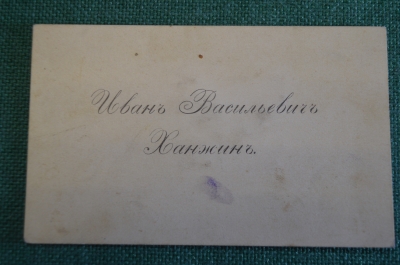 Иванъ Васильевичъ
Ханжинъ.